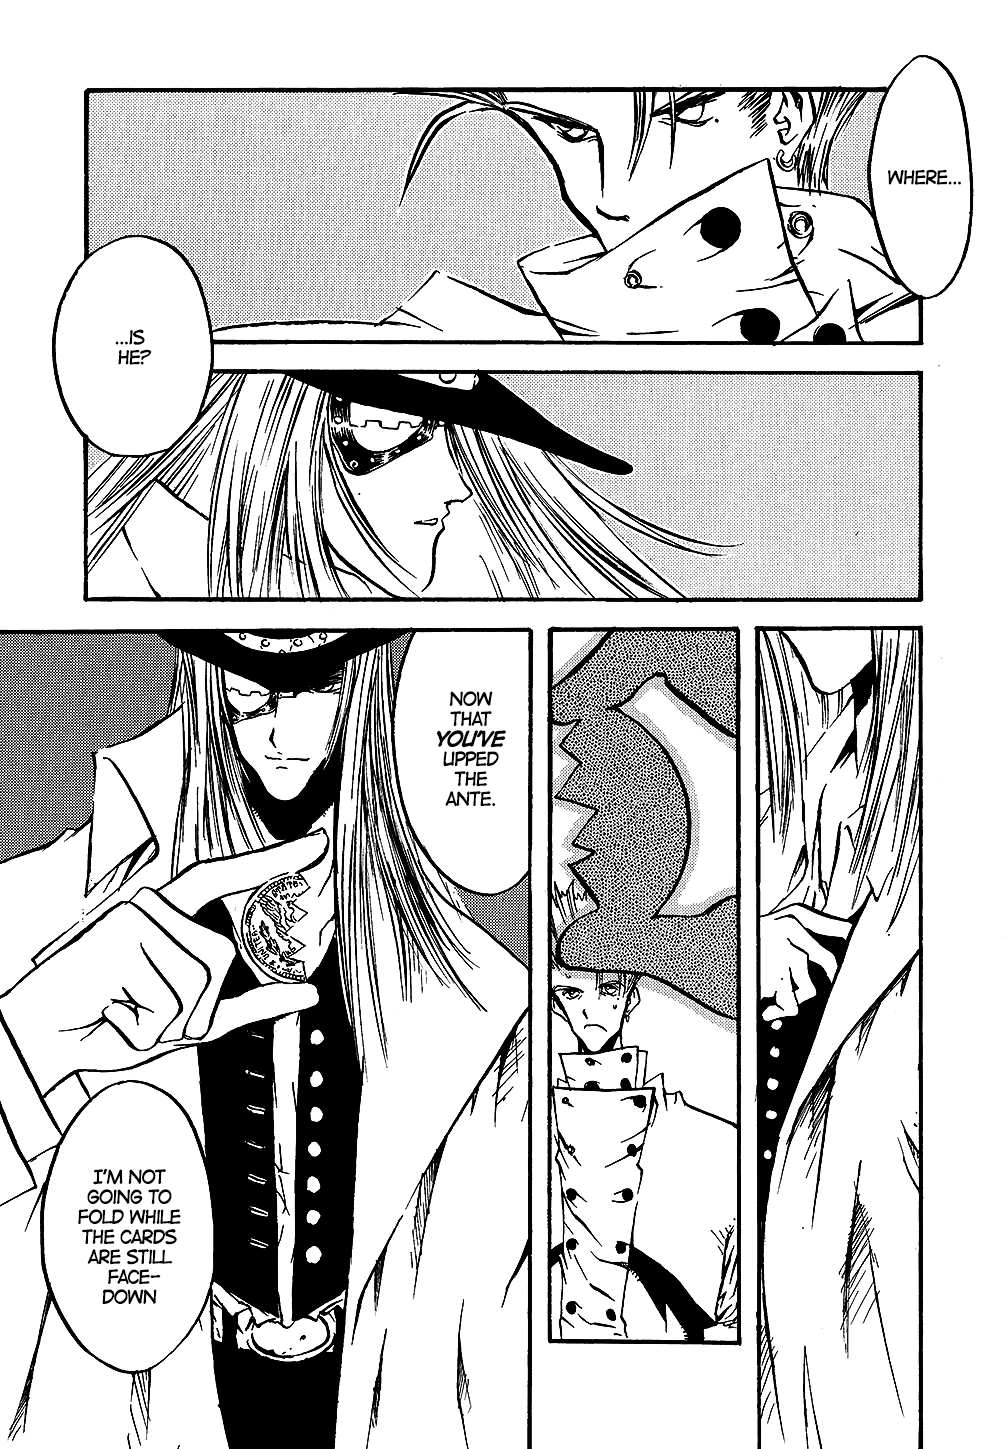 WHERE...
...IS
HE?
NOW
THAT
YOU'VE
UPPED
THE
ANTE.
I'M NOT
GOING TO
FOLD WHILE
THE CARDS
ARE STILL
FACE-
DOWN